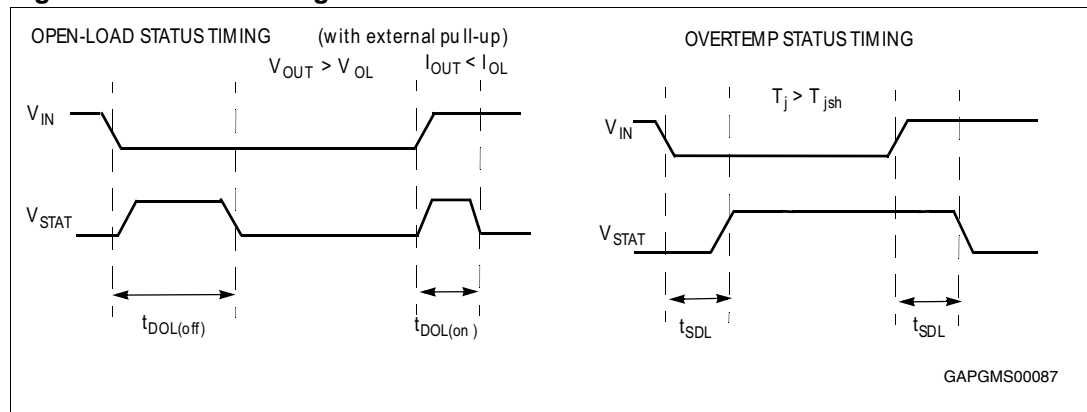 OPEN-LOAD STATUS TIMING (with external pull-up)
V_OUT > V_OL I_OUT < I_OL
V_IN
V_STAT
t_DOL(off) t_DOL(on)
OVERTEMP STATUS TIMING
T_j > T_jsh
V_IN
V_STAT
t_SDL t_SDL
GAPGMS00087